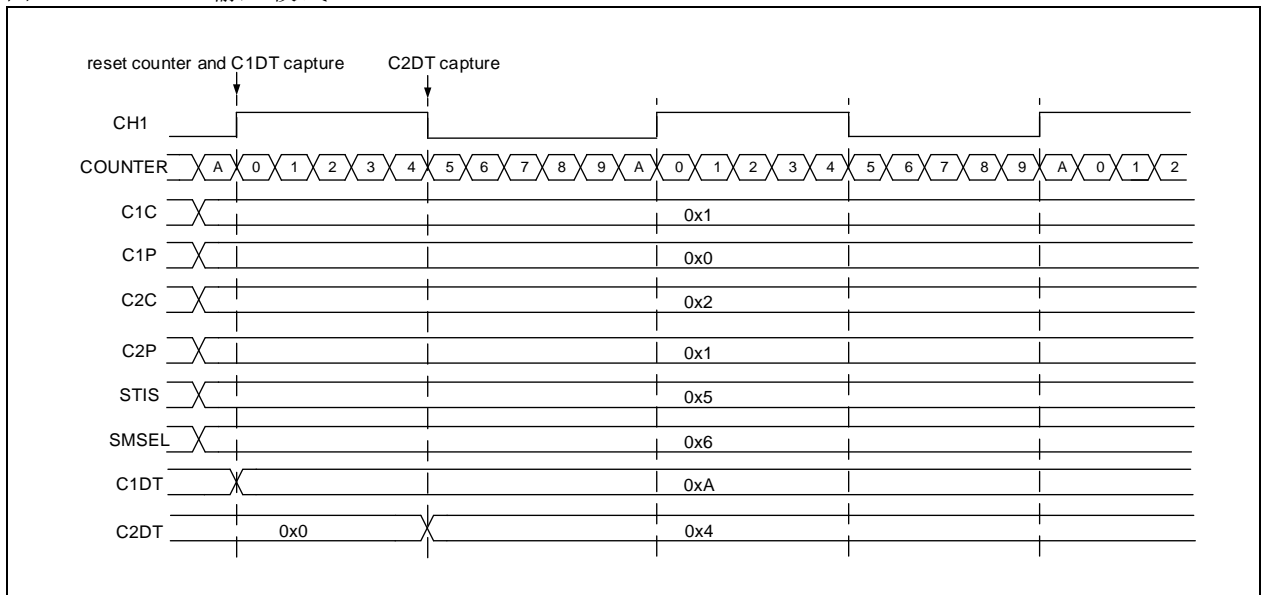 reset counter and C1DT capture C2DT capture
CH1
COUNTER A 0 1 2 3 4 5 6 7 8 9 A 0 1 2 3 4 5 6 7 8 9 A 0 1 2
C1C 0x1
C1P 0x0
C2C 0x2
C2P 0x1
STIS 0x5
SMSEL 0x6
C1DT 0xA
C2DT 0x0 0x4